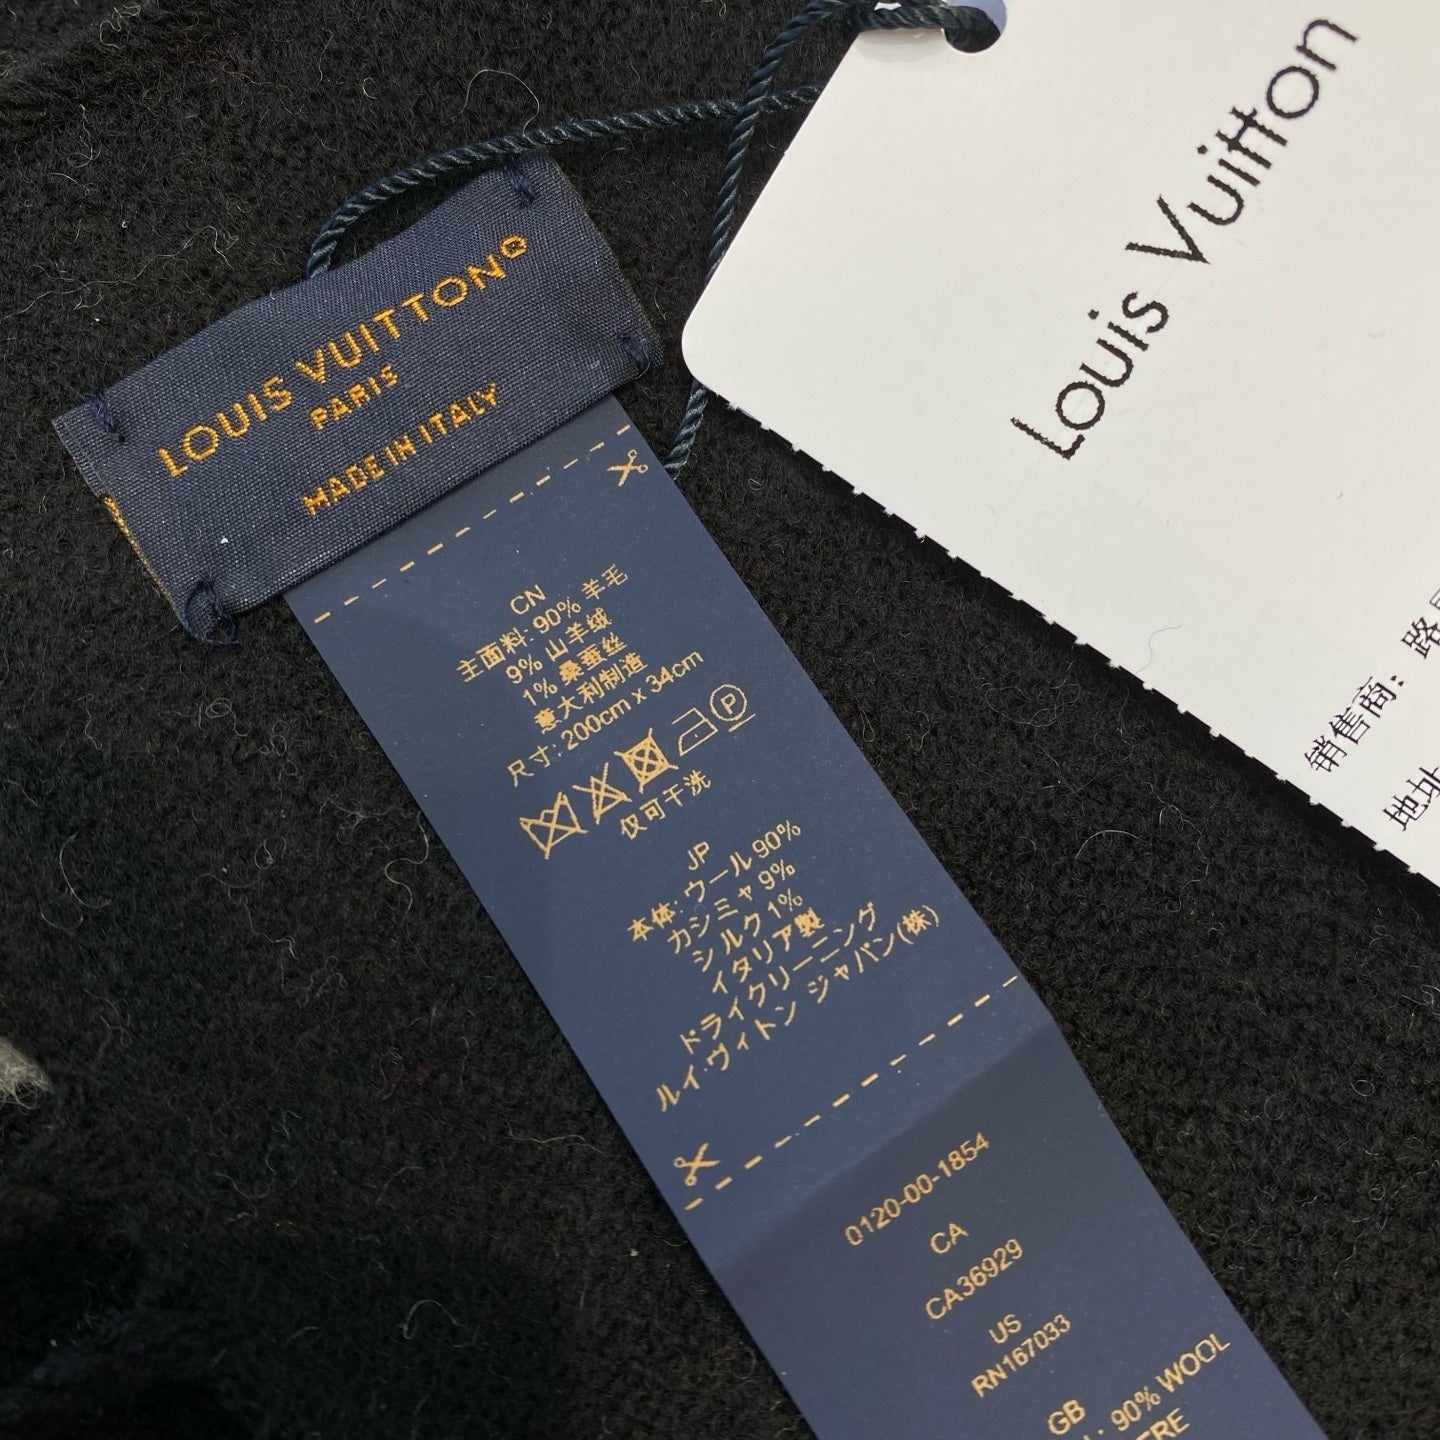 LOUIS VUITTON®
PARIS
MADE IN ITALY
CN
主面料: 90% 羊毛
9% 山羊绒
1% 桑蚕丝
意大利制造
尺寸: 200cm x 34cm
P
仅可干洗
JP
本体: ウール 90%
カシミャ 9%
シルク 1%
イタリア製
ドライクリーニング
ルイ・ヴィトン ジャパン(株)
0120-00-1854
CA
CA36929
US
RN167033
GB
: 90% WOOL
Louis Vuitton
销售商: 路
地址